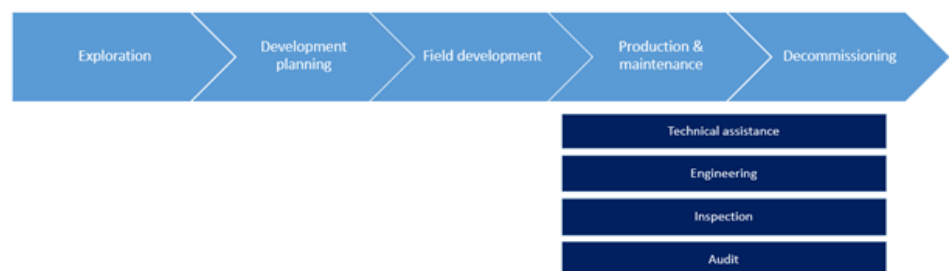 Exploration
Development
planning
Field development
Production &
maintenance
Decommissioning
Technical assistance
Engineering
Inspection
Audit